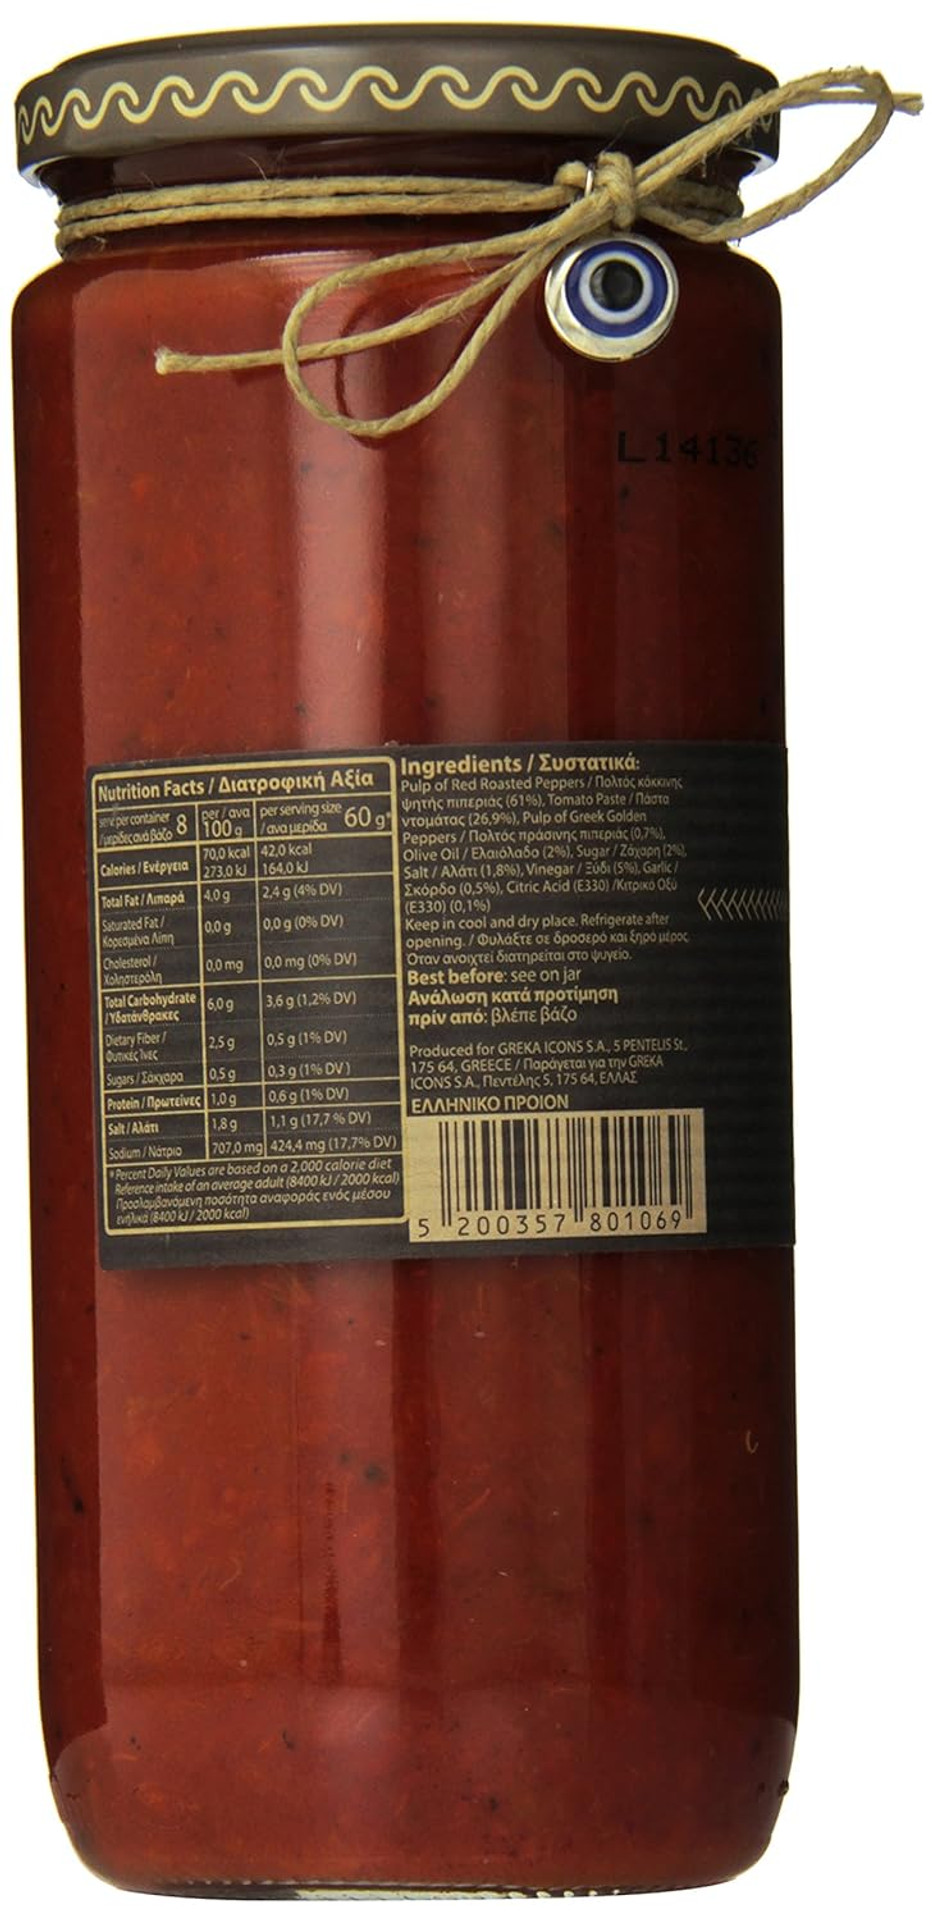 L14136
Nutrition Facts / Διατροφική Αξία
serv. per container
/μερίδες ανά βάζο 8
per / ανα
100 g
per serving size
/ ανα μερίδα 60 g*
Calories / Ενέργεια
70,0 kcal 42,0 kcal
273,0 kJ 164,0 kJ
Total Fat / Λιπαρά 4,0 g 2,4 g (4% DV)
Saturated Fat /
Κορεσμένα Λίπη 0,0 g 0,0 g (0% DV)
Cholesterol /
Χοληστερόλη 0,0 mg 0,0 mg (0% DV)
Total Carbohydrate
/Υδατάνθρακες 6,0 g 3,6 g (1,2% DV)
Dietary Fiber /
Φυτικές Ίνες 2,5 g 0,5 g (1% DV)
Sugars / Σάκχαρα 0,5 g 0,3 g (1% DV )
Protein / Πρωτείνες 1,0 g 0,6 g (1% DV)
Salt / Αλάτι 1,8 g 1,1 g (17,7 % DV)
Sodium / Νάτριο 707,0 mg 424,4 mg (17,7% DV)
* Percent Daily Values are based on a 2,000 calorie diet
Reference intake of an average adult (8400 kJ / 2000 kcal)
Προσλαμβανόμενη ποσότητα αναφοράς ενός μέσου
ενήλικα (8400 kJ / 2000 kcal)
Ingredients / Συστατικά:
Pulp of Red Roasted Peppers / Πολτός κόκκινης
ψητής πιπεριάς (61%), Tomato Paste / Πάστα
ντομάτας (26,9%), Pulp of Greek Golden
Peppers / Πολτός πράσινης πιπεριάς (0,7%),
Olive Oil / Ελαιόλαδο (2%), Sugar / Ζάχαρη (2%),
Salt / Αλάτι (1,8%), Vinegar / Ξύδι (5%), Garlic /
Σκόρδο (0,5%), Citric Acid (E330) /Κιτρικό Οξύ
(E330) (0,1%)
Keep in cool and dry place. Refrigerate after
opening. / Φυλάξτε σε δροσερό και ξηρό μέρος.
Όταν ανοιχτεί διατηρείται στο ψυγείο.
Best before: see on jar
Ανάλωση κατά προτίμηση
πρίν από: βλέπε βάζο
Produced for GREKA ICONS S.A., 5 PENTELIS St.,
175 64, GREECE / Παράγεται για την GREKA
ICONS S.A., Πεντέλης 5, 175 64, ΕΛΛΑΣ
ΕΛΛΗΝΙΚΟ ΠΡΟΙΟΝ
5 200357 801069